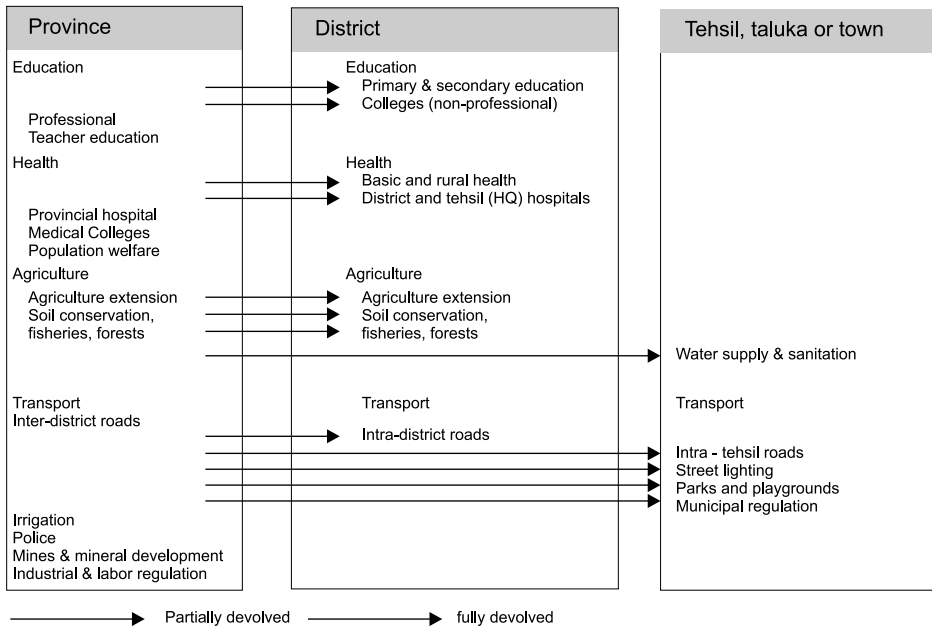 Province
Education
Professional
Teacher education
Health
Provincial hospital
Medical Colleges
Population welfare
Agriculture
Agriculture extension
Soil conservation,
fisheries, forests
Transport
Inter-district roads
Irrigation
Police
Mines & mineral development
Industrial & labor regulation
District
Education
Primary & secondary education
Colleges (non-professional)
Health
Basic and rural health
District and tehsil (HQ) hospitals
Agriculture
Agriculture extension
Soil conservation,
fisheries, forests
Transport
Intra-district roads
Tehsil, taluka or town
Water supply & sanitation
Transport
Intra - tehsil roads
Street lighting
Parks and playgrounds
Municipal regulation
Partially devolved
fully devolved